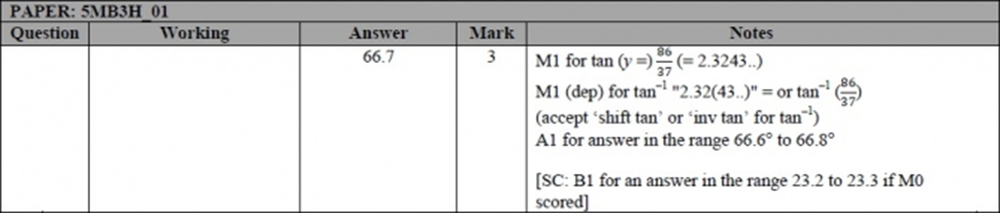 PAPER: 5MB3H_01
Question Working Answer Mark Notes
66.7 3 M1 for tan (y =) 86/37 (= 2.3243..)
M1 (dep) for tan⁻¹ "2.32(43..)" = or tan⁻¹ (86/37)
(accept ‘shift tan’ or ‘inv tan’ for tan⁻¹)
A1 for answer in the range 66.6° to 66.8°
[SC: B1 for an answer in the range 23.2 to 23.3 if M0
scored]